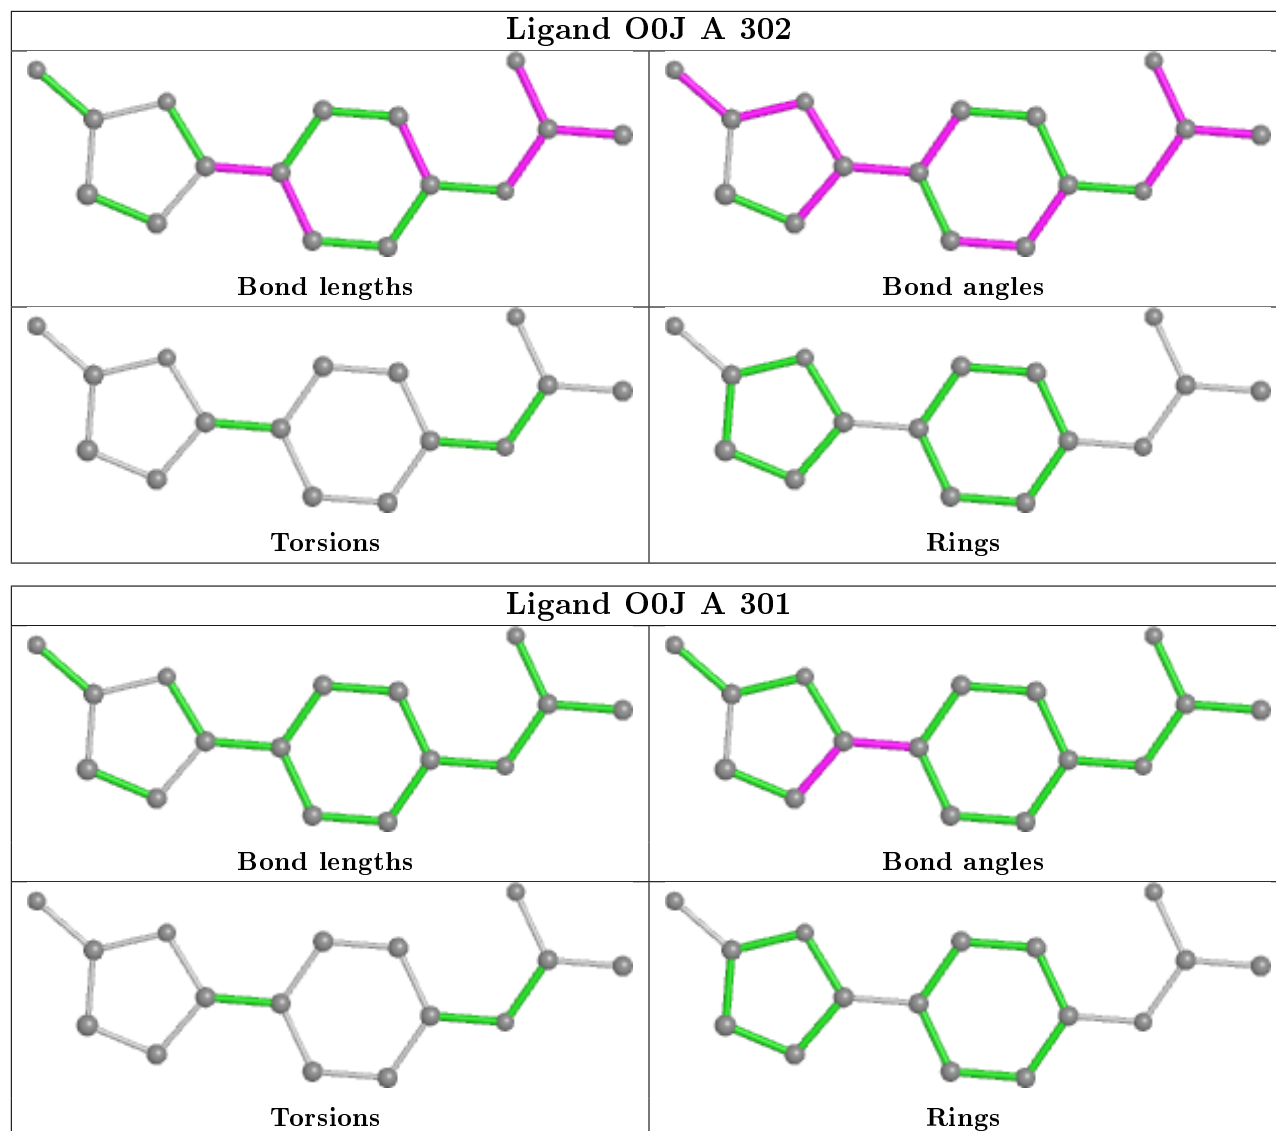 Ligand O0J A 302
Bond lengths
Bond angles
Torsions
Rings
Ligand O0J A 301
Bond lengths
Bond angles
Torsions
Rings